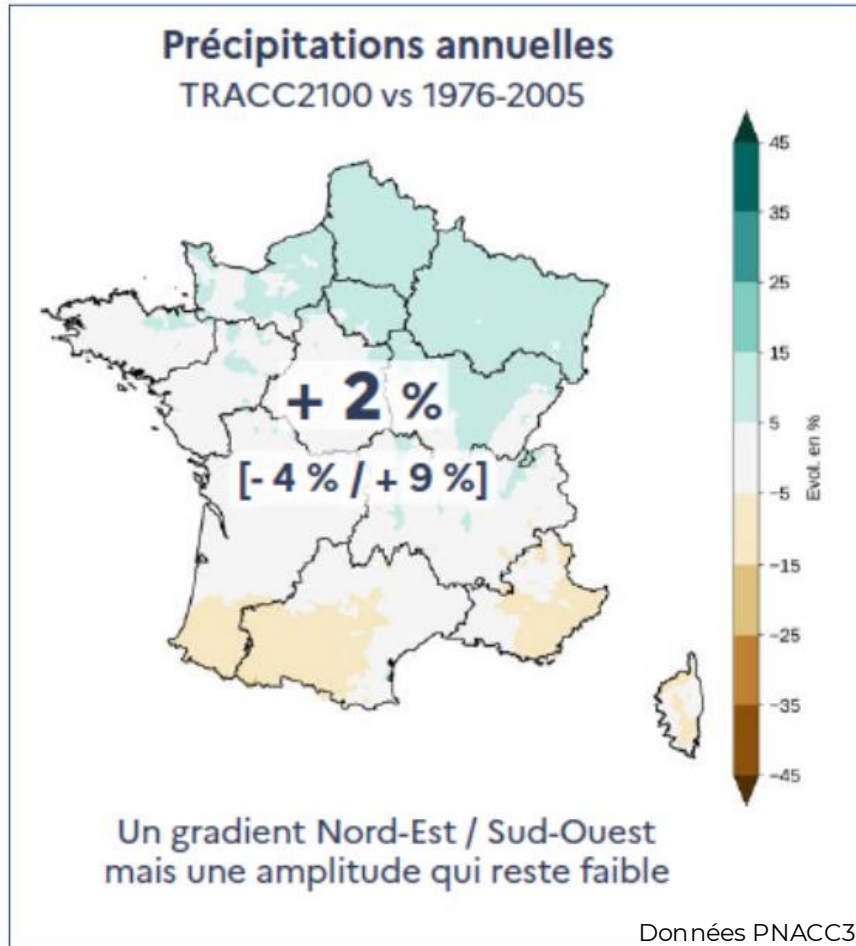 Précipitations annuelles
TRACC2100 vs 1976-2005
45
35
25
15
5
−5
−15
−25
−35
−45
Evol. en %
+ 2 %
[- 4 % / + 9 %]
Un gradient Nord-Est / Sud-Ouest
mais une amplitude qui reste faible
Données PNACC3